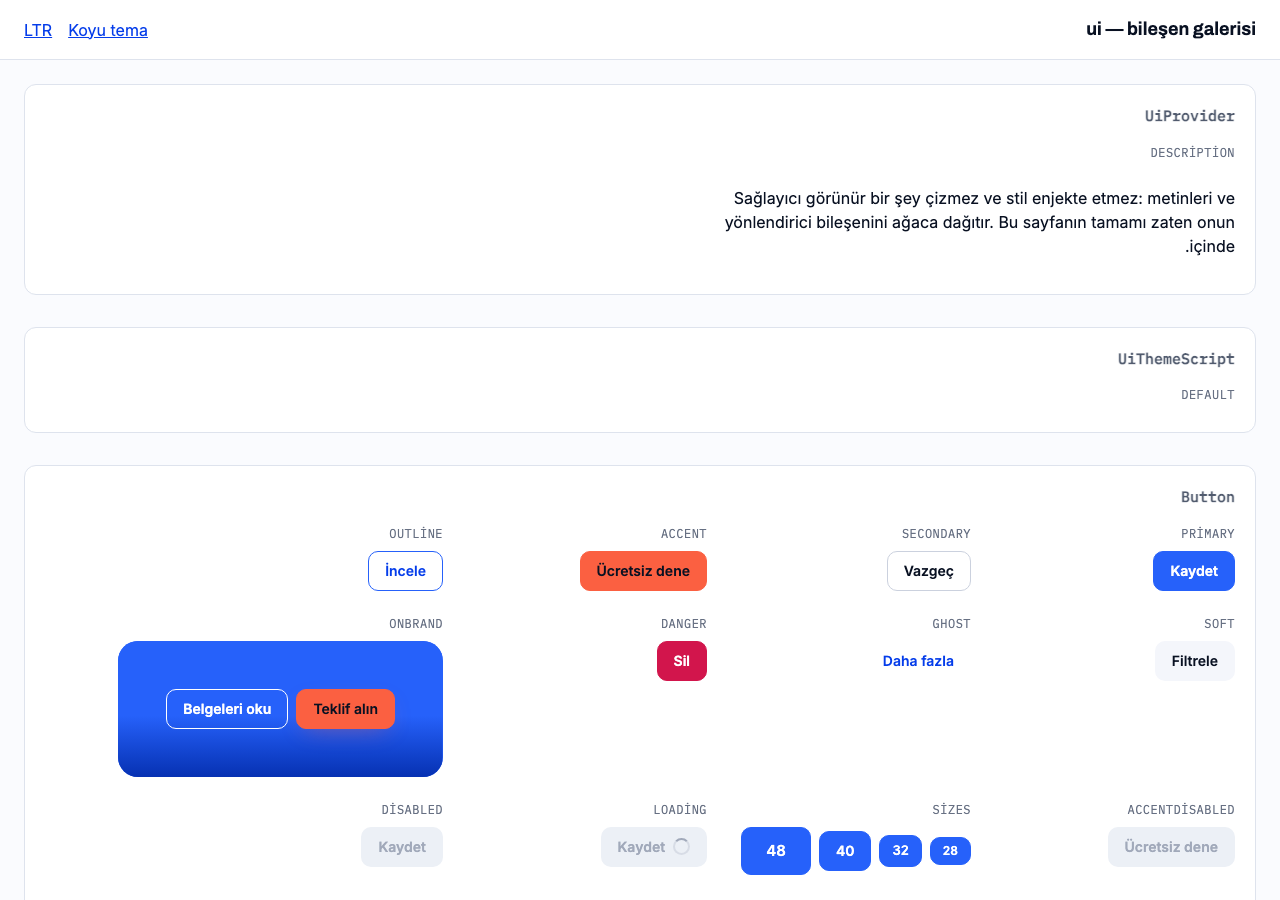 ui — bileşen galerisi
Koyu tema
LTR
UiProvider
DESCRİPTİON
Sağlayıcı görünür bir şey çizmez ve stil enjekte etmez: metinleri ve
yönlendirici bileşenini ağaca dağıtır. Bu sayfanın tamamı zaten onun
içinde.
UiThemeScript
DEFAULT
Button
PRİMARY
SECONDARY
ACCENT
OUTLİNE
Kaydet
Vazgeç
Ücretsiz dene
İncele
SOFT
GHOST
DANGER
ONBRAND
Filtrele
Daha fazla
Sil
Teklif alın
Belgeleri oku
ACCENTDİSABLED
SİZES
LOADİNG
DİSABLED
Ücretsiz dene
28
32
40
48
Kaydet
Kaydet